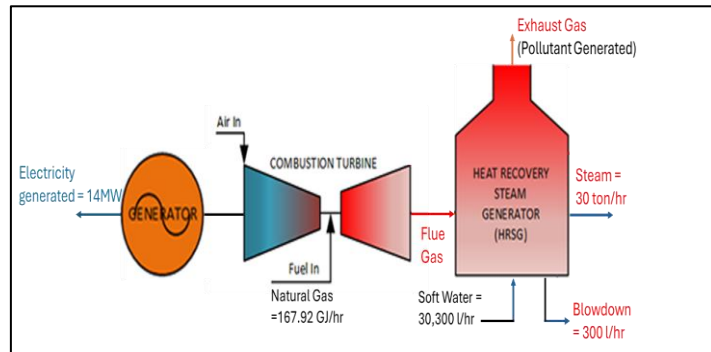 Exhaust Gas
(Pollutant Generated)
Air In
COMBUSTION TURBINE
Electricity
generated = 14MW
GENERATOR
HEAT RECOVERY
STEAM
GENERATOR
(HRSG)
Steam =
30 ton/hr
Flue
Gas
Fuel In
Natural Gas
=167.92 GJ/hr
Soft Water =
30,300 l/hr
Blowdown
= 300 l/hr